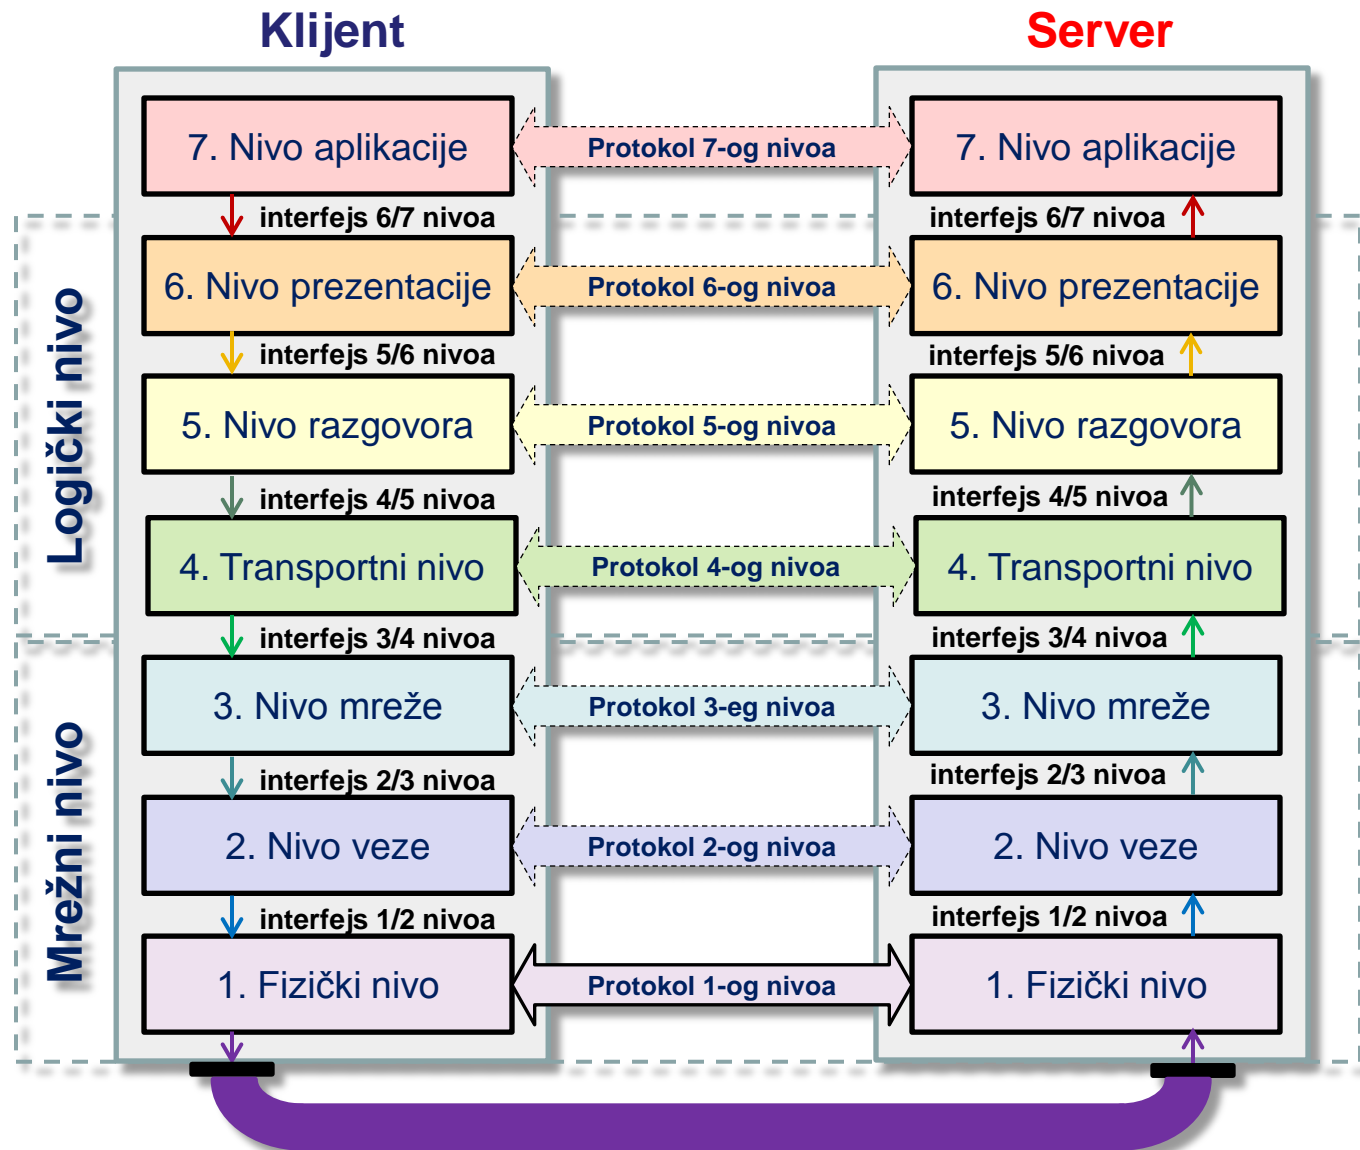 Klijent Server
7. Nivo aplikacije Protokol 7-og nivoa 7. Nivo aplikacije
interfejs 6/7 nivoa interfejs 6/7 nivoa
Logički nivo
6. Nivo prezentacije Protokol 6-og nivoa 6. Nivo prezentacije
interfejs 5/6 nivoa interfejs 5/6 nivoa
5. Nivo razgovora Protokol 5-og nivoa 5. Nivo razgovora
interfejs 4/5 nivoa interfejs 4/5 nivoa
4. Transportni nivo Protokol 4-og nivoa 4. Transportni nivo
interfejs 3/4 nivoa interfejs 3/4 nivoa
Mrežni nivo
3. Nivo mreže Protokol 3-eg nivoa 3. Nivo mreže
interfejs 2/3 nivoa interfejs 2/3 nivoa
2. Nivo veze Protokol 2-og nivoa 2. Nivo veze
interfejs 1/2 nivoa interfejs 1/2 nivoa
1. Fizički nivo Protokol 1-og nivoa 1. Fizički nivo